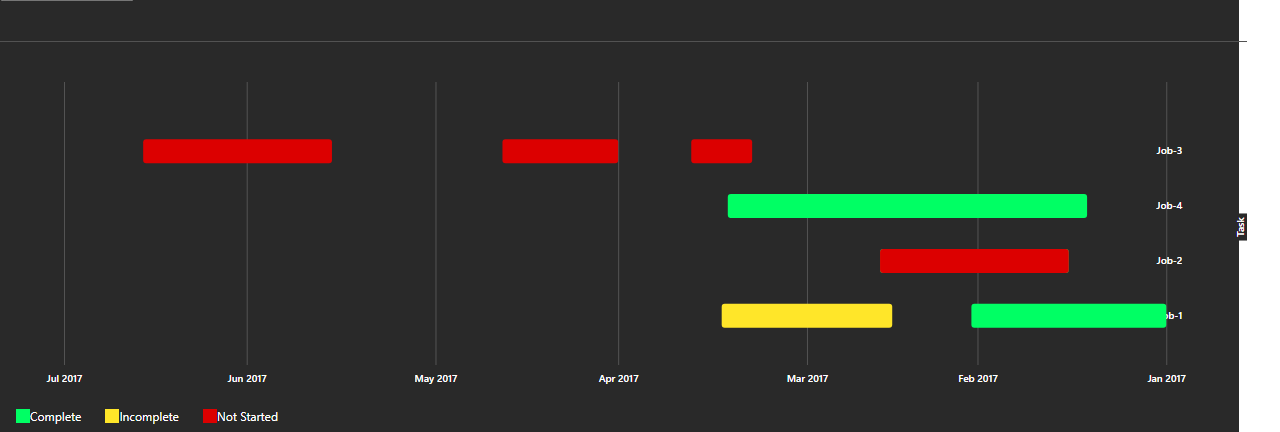 Job-3
Job-4
Task
Job-2
ob-1
Jul 2017 Jun 2017 May 2017 Apr 2017 Mar 2017 Feb 2017 Jan 2017
Complete Incomplete Not Started